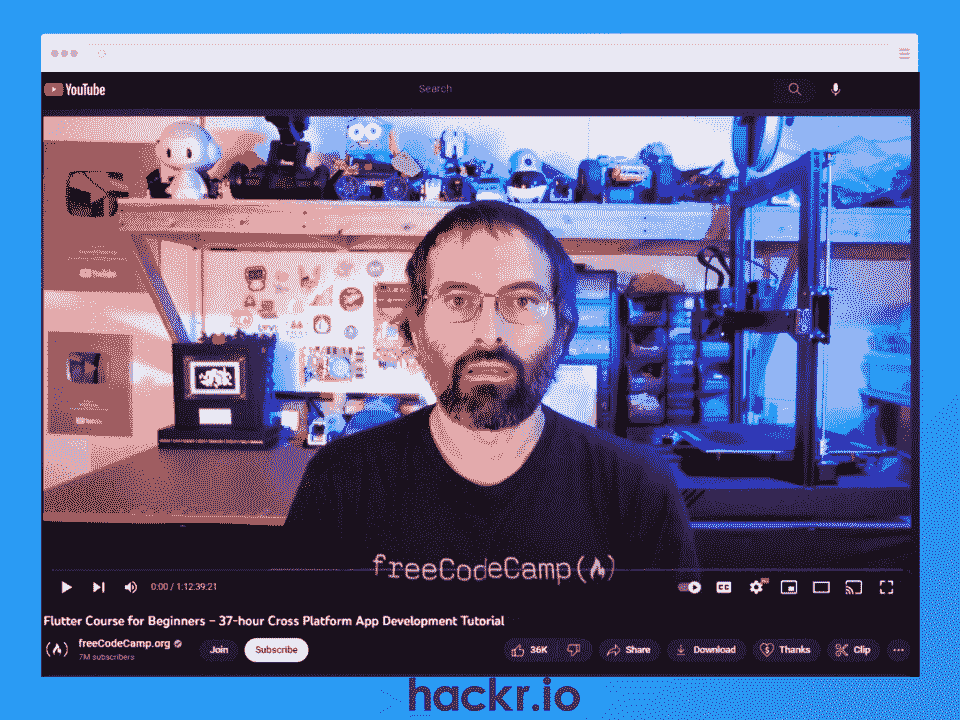 YouTube
Search
YouTube
freeCodeCamp(🔥)
0:00 / 1:12:39:21
CC
Flutter Course for Beginners – 37-hour Cross Platform App Development Tutorial
freeCodeCamp.org
7M subscribers
Join
Subscribe
36K
Share
Download
Thanks
Clip
hackr.io